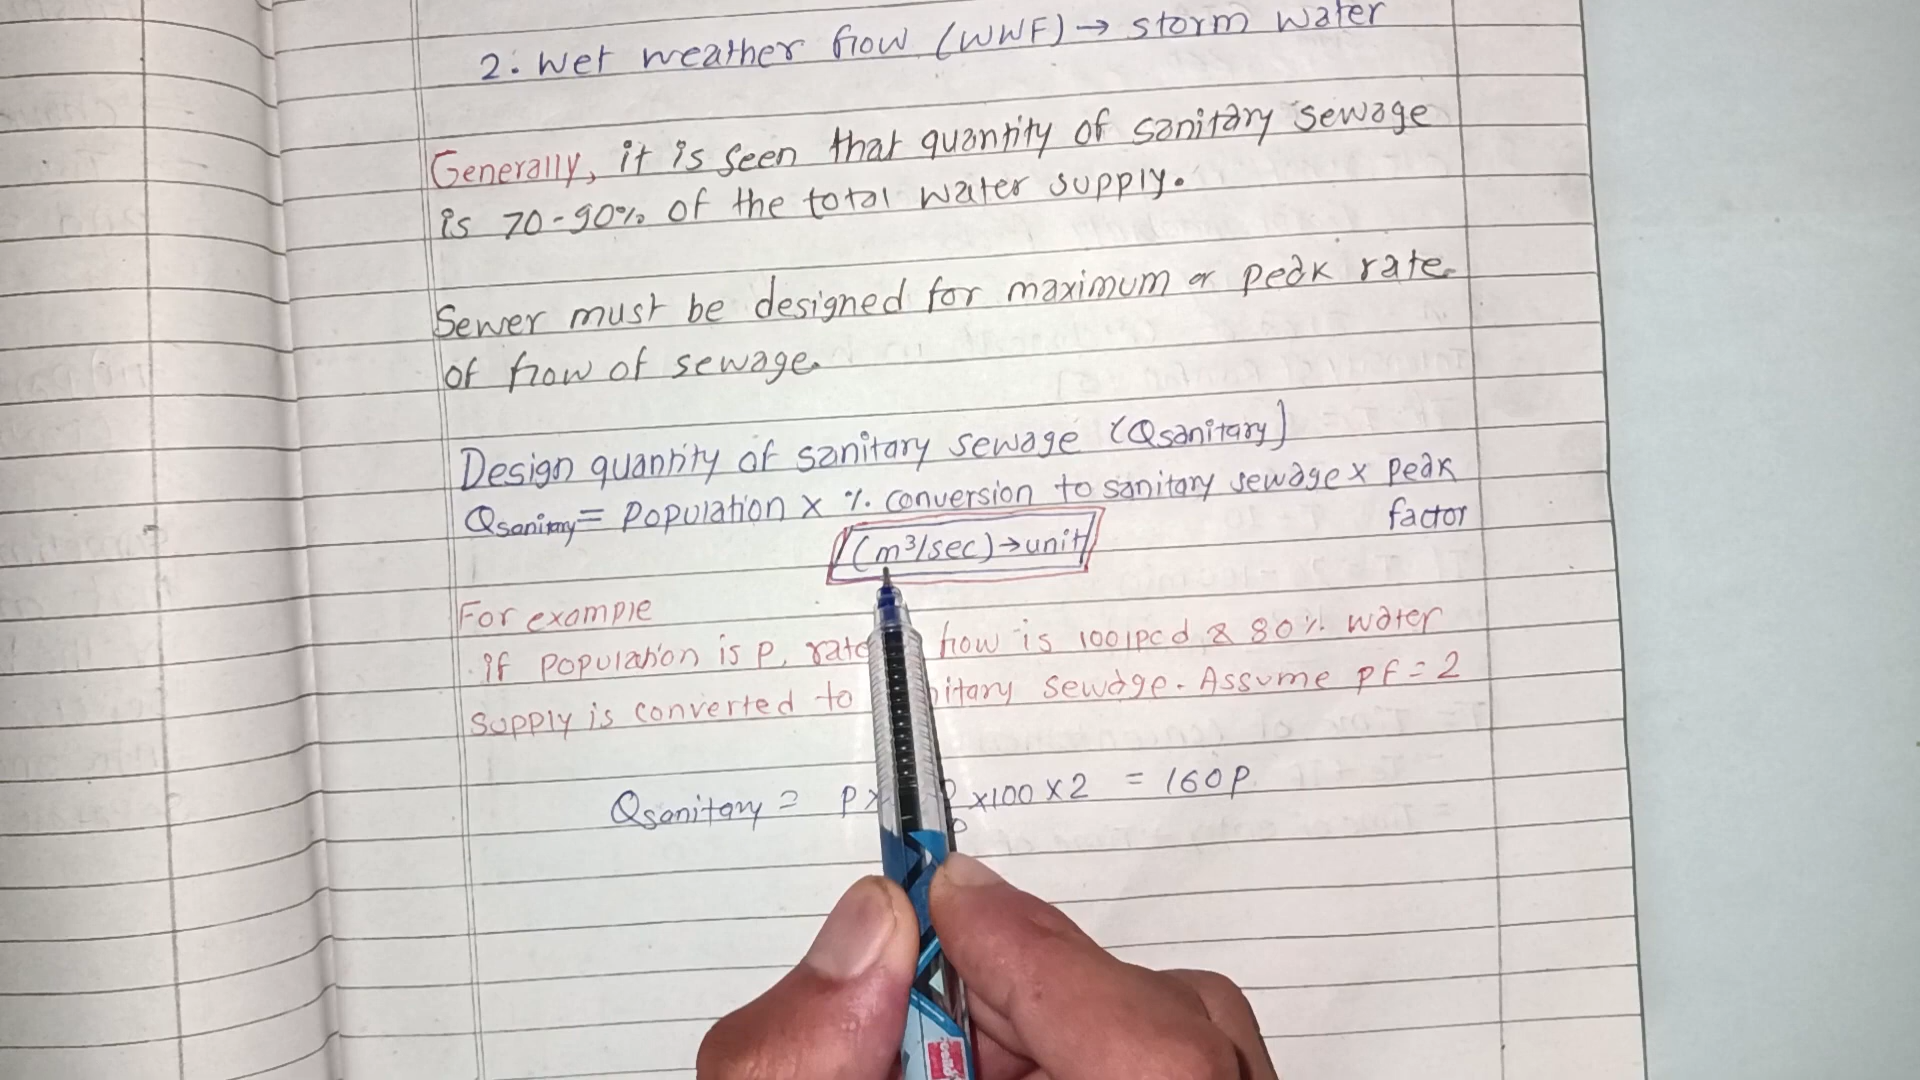 2. Wet weather flow (WWF) → storm water
Generally, it is seen that quantity of sanitary sewage
is 70-90% of the total water supply.
Sewer must be designed for maximum or peak rate
of flow of sewage.
Design quantity of sanitary sewage (Qsanitary)
Qsanitary = Population x % conversion to sanitary sewage x peak
factor
(m³/sec) → unit
For example
if population is P, rate flow is 100lpcd & 80% water
supply is converted to sewage. Assume Pf = 2
Qsanitary = P x x100 x 2 = 160P